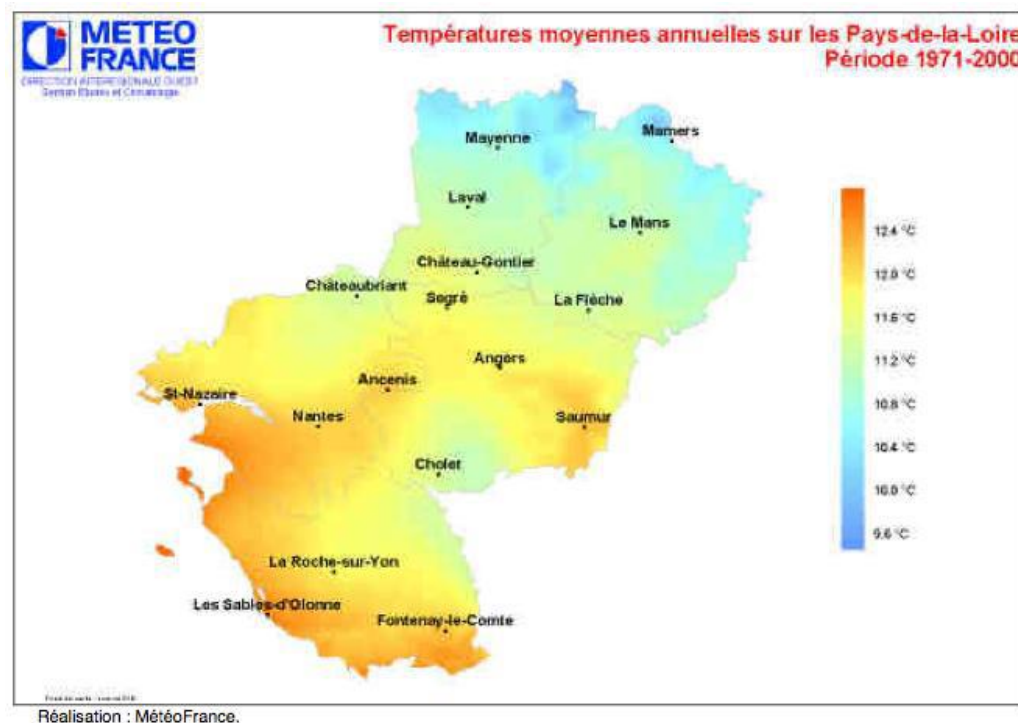 METEO
FRANCE
Températures moyennes annuelles sur les Pays-de-la-Loire
Période 1971-2000
DIRECTION INTERREGIONALE OUEST
Mayenne
Mamers
Laval
Le Mans
12.4 °C
Château-Gontier
12.0 °C
Châteaubriant
Segré
La Flèche
11.6 °C
Angers
11.2 °C
Ancenis
St-Nazaire
Nantes
Saumur
10.8 °C
10.4 °C
Cholet
10.0 °C
9.6 °C
La Roche-sur-Yon
Les Sables-d'Olonne
Fontenay-le-Comte
Réalisation : MétéoFrance.